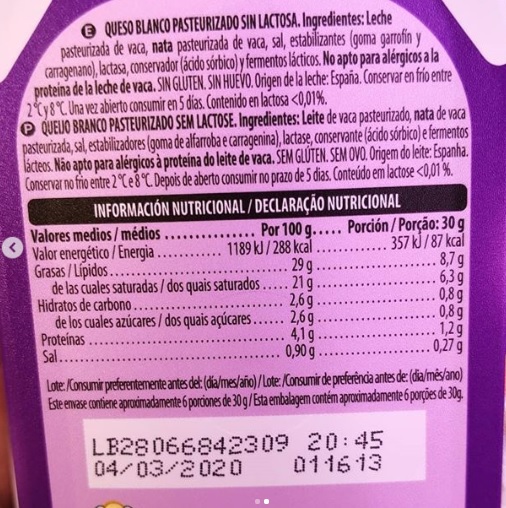 E QUESO BLANCO PASTEURIZADO SIN LACTOSA. Ingredientes: Leche
pasteurizada de vaca, nata pasteurizada de vaca, sal, estabilizantes (goma garrofín y
carragenano), lactasa, conservador (ácido sórbico) y fermentos lácticos. No apto para alérgicos a la
proteína de la leche de vaca. SIN GLUTEN. SIN HUEVO. Origen de la leche: España. Conservar en frío entre
2°C y 8°C. Una vez abierto consumir en 5 días. Contenido en lactosa <0,01%.
P QUEIJO BRANCO PASTEURIZADO SEM LACTOSE. Ingredientes: Leite de vaca pasteurizado, nata de vaca
pasteurizada, sal, estabilizadores (goma de alfarroba e carragenina), lactase, conservante (ácido sórbico) e fermentos
lácteos. Não apto para alérgicos à proteína do leite de vaca. SEM GLÚTEN. SEM OVO. Origem do leite: Espanha.
Conservar no frio entre 2 °C e 8 °C. Depois de aberto consumir no prazo de 5 dias. Conteúdo em lactose <0,01 %.
INFORMACIÓN NUTRICIONAL / DECLARAÇÃO NUTRICIONAL
Valores medios / médios .............. Por 100 g..... Porción / Porção: 30 g
Valor energético / Energia ............ 1189 kJ / 288 kcal ............ 357 kJ / 87 kcal
Grasas / Lípidos ............ 29 g ............ 8,7 g
de las cuales saturadas / dos quais saturados ..... 21 g ............ 6,3 g
Hidratos de carbono ............ 2,6 g ............ 0,8 g
de los cuales azúcares / dos quais açúcares ..... 2,6 g ............ 0,8 g
Proteínas ............ 4,1 g ............ 1,2 g
Sal ............ 0,90 g ............ 0,27 g
Lote: /Consumir preferentemente antes del: (día/mes/año) / Lote: /Consumir de preferência antes de: (dia/mês/ano)
Este envase contiene aproximadamente 6 porciones de 30 g / Esta embalagem contém aproximadamente 6 porções de 30g.
LB28066842309 20:45
04/03/2020 011613